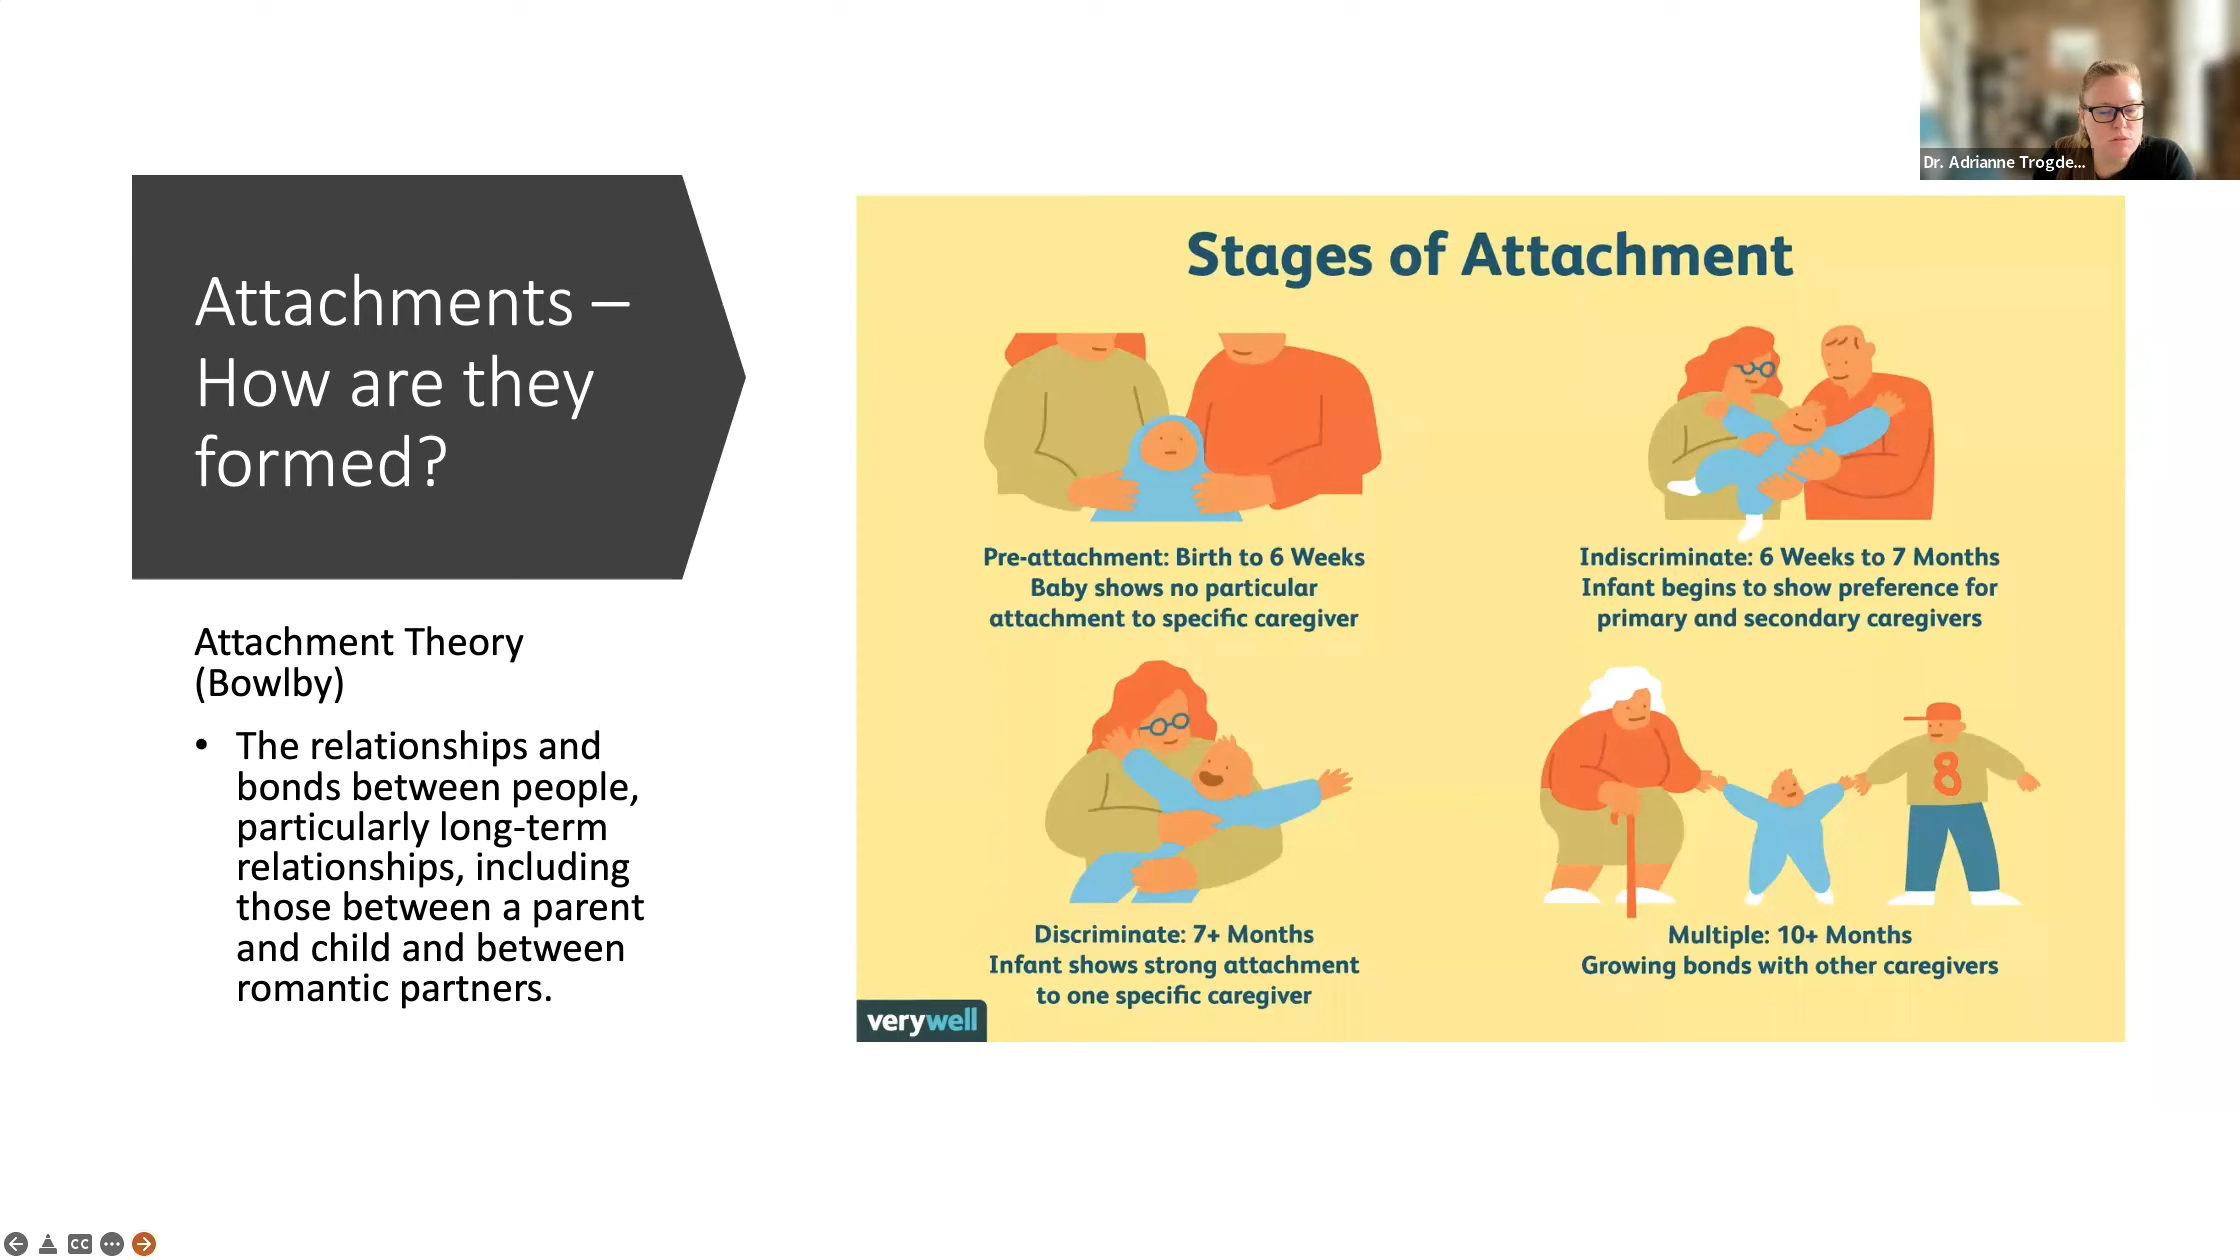 Dr. Adrianne Trogde...
Attachments –
How are they
formed?
Attachment Theory
(Bowlby)
• The relationships and
bonds between people,
particularly long-term
relationships, including
those between a parent
and child and between
romantic partners.
Stages of Attachment
Pre-attachment: Birth to 6 Weeks
Baby shows no particular
attachment to specific caregiver
Indiscriminate: 6 Weeks to 7 Months
Infant begins to show preference for
primary and secondary caregivers
8
Discriminate: 7+ Months
Infant shows strong attachment
to one specific caregiver
Multiple: 10+ Months
Growing bonds with other caregivers
verywell
CC